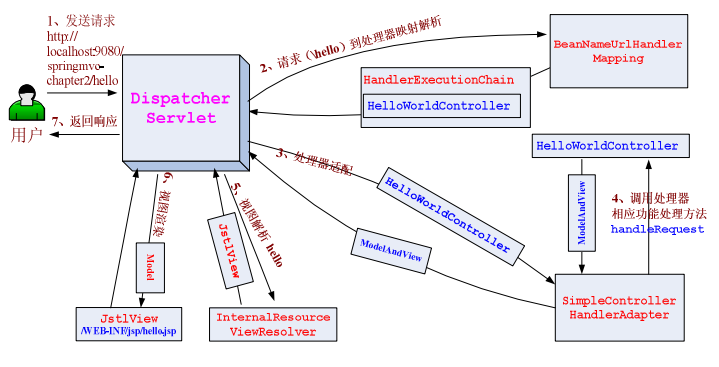 1、发送请求
http://
localhost:9080/
springmvc-
chapter2/hello
用户
7、返回响应
Dispatcher
Servlet
2、请求（\hello）到处理器映射解析
BeanNameUrlHandler
Mapping
HandlerExecutionChain
HelloWorldController
3、处理器适配
HelloWorldController
HelloWorldController
ModelAndView
4、调用处理器
相应功能处理方法
handleRequest
ModelAndView
SimpleController
HandlerAdapter
5、视图解析 hello
JstlView
InternalResource
ViewResolver
6、视图渲染
Model
JstlView
/WEB-INF/jsp/hello.jsp